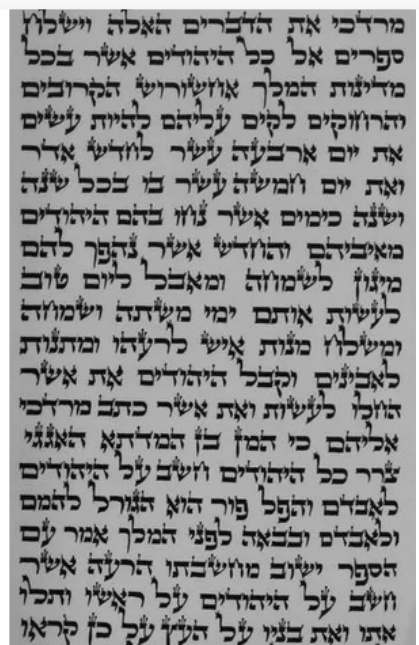 מרדכי את הדברים האלה וישלח
ספרים אל כל היהודים אשר בכל
מדינות המלך אחשורוש הקרובים
והרחוקים לקים עליהם להיות עשים
את יום ארבעה עשר לחדש אדר
ואת יום חמשה עשר בו בכל שנה
ושנה כימים אשר נחו בהם היהודים
מאיביהם והחדש אשר נהפך להם
מיגון לשמחה ומאבל ליום טוב
לעשות אותם ימי משתה ושמחה
ומשלח מנות איש לרעהו ומתנות
לאבינים וקבל היהודים את אשר
החלו לעשות ואת אשר כתב מרדכי
אליהם כי המן בן המדתא האגגי
צרר כל היהודים חשב על היהודים
לאבדם והפל פור הוא הגורל להמם
ולאבדם ובבאה לפני המלך אמר עם
הספר ישוב מחשבתו הרעה אשר
חשב על היהודים על ראשו ותלו
אתו ואת בניו על העץ על כן קראו